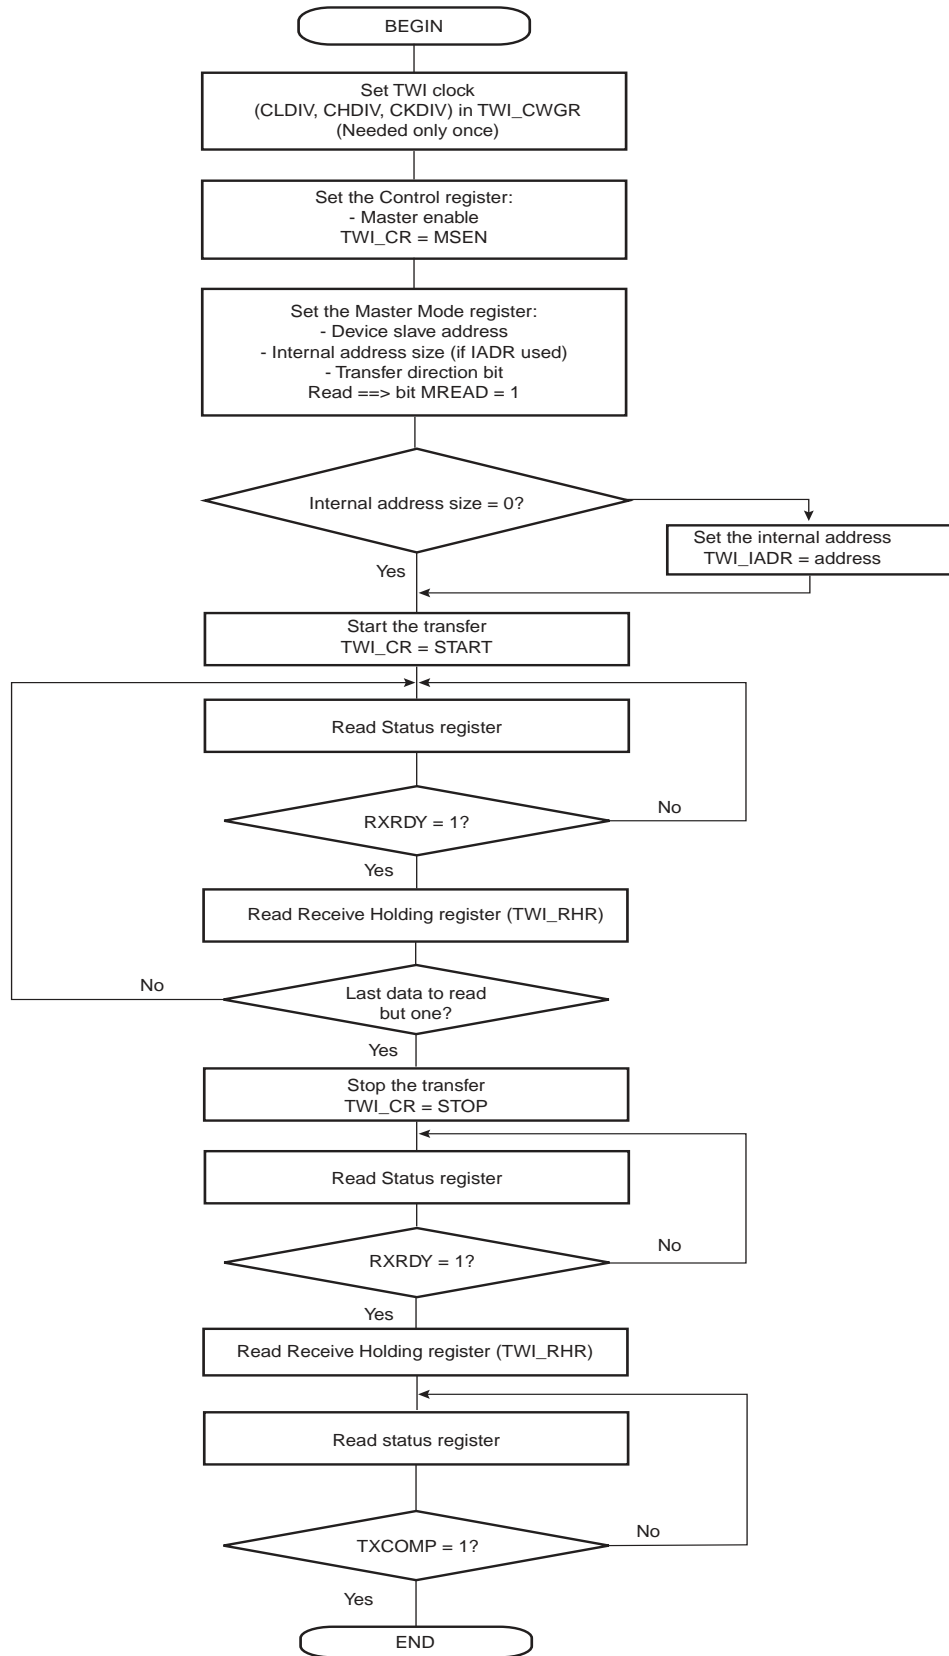 BEGIN
Set TWI clock
(CLDIV, CHDIV, CKDIV) in TWI_CWGR
(Needed only once)
Set the Control register:
- Master enable
TWI_CR = MSEN
Set the Master Mode register:
- Device slave address
- Internal address size (if IADR used)
- Transfer direction bit
Read ==> bit MREAD = 1
Internal address size = 0?
Set the internal address
TWI_IADR = address
Yes
Start the transfer
TWI_CR = START
Read Status register
RXRDY = 1?
No
Yes
Read Receive Holding register (TWI_RHR)
No
Last data to read
but one?
Yes
Stop the transfer
TWI_CR = STOP
Read Status register
RXRDY = 1?
No
Yes
Read Receive Holding register (TWI_RHR)
Read status register
TXCOMP = 1?
No
Yes
END